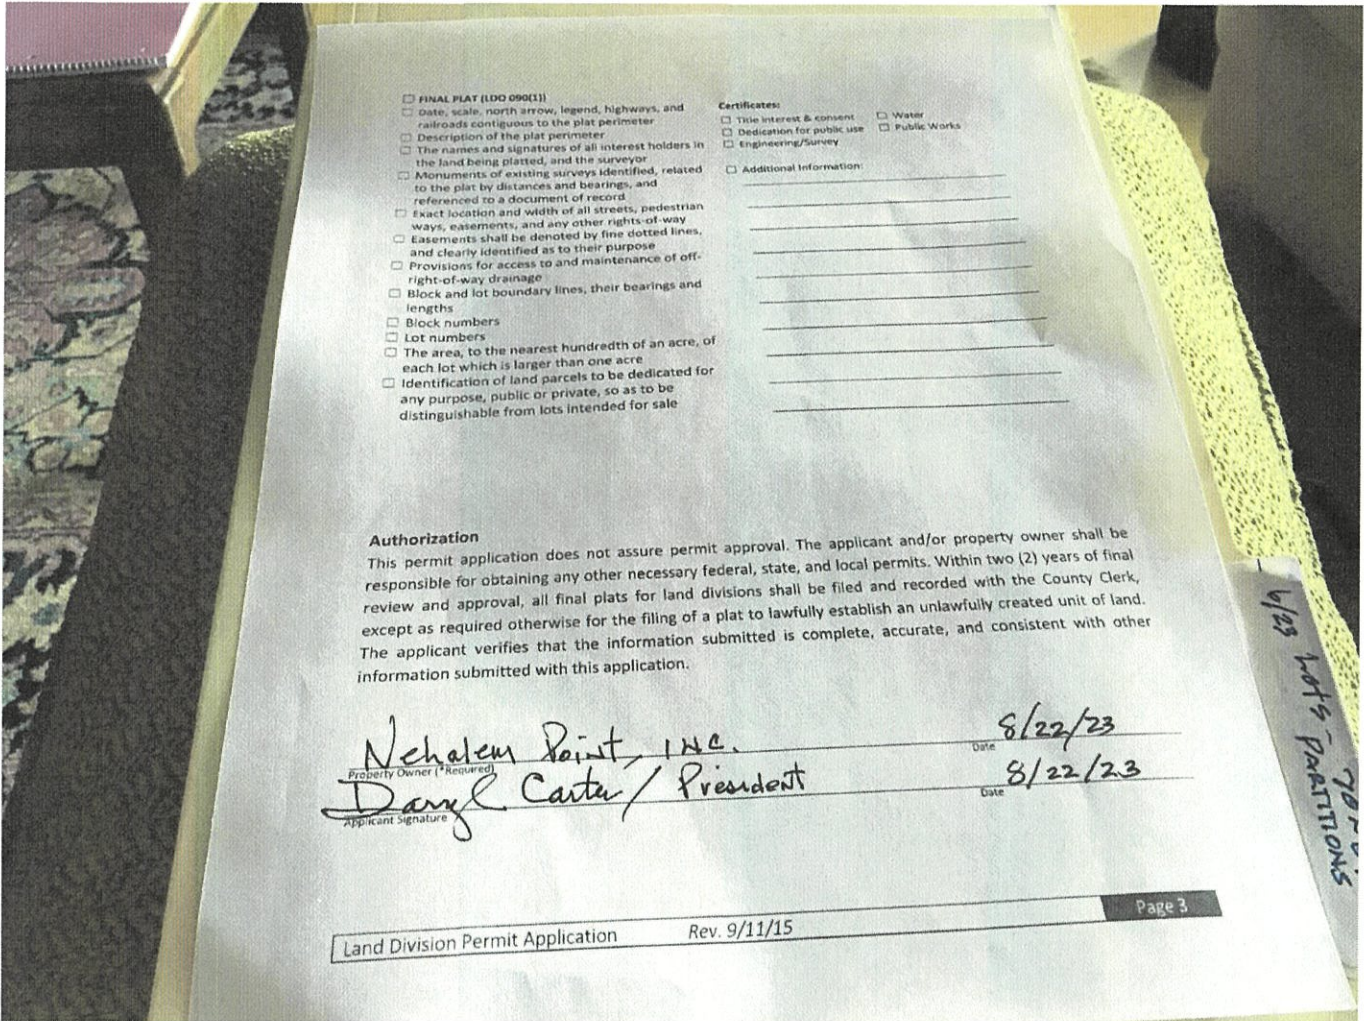 FINAL PLAT (LDO 090(1))
Date, scale, north arrow, legend, highways, and
railroads contiguous to the plat perimeter
Description of the plat perimeter
The names and signatures of all interest holders in
the land being platted, and the surveyor
Monuments of existing surveys identified, related
to the plat by distances and bearings, and
referenced to a document of record
Exact location and width of all streets, pedestrian
ways, easements, and any other rights-of-way
Easements shall be denoted by fine dotted lines,
and clearly identified as to their purpose
Provisions for access to and maintenance of off-
right-of-way drainage
Block and lot boundary lines, their bearings and
lengths
Block numbers
Lot numbers
The area, to the nearest hundredth of an acre, of
each lot which is larger than one acre
Identification of land parcels to be dedicated for
any purpose, public or private, so as to be
distinguishable from lots intended for sale
Certificates:
Title interest & consent
Dedication for public use
Engineering/Survey
Water
Public Works
Additional Information:
Authorization
This permit application does not assure permit approval. The applicant and/or property owner shall be
responsible for obtaining any other necessary federal, state, and local permits. Within two (2) years of final
review and approval, all final plats for land divisions shall be filed and recorded with the County Clerk,
except as required otherwise for the filing of a plat to lawfully establish an unlawfully created unit of land.
The applicant verifies that the information submitted is complete, accurate, and consistent with other
information submitted with this application.
Nehalem Point, INC. 8/22/23
Property Owner (*Required) Date
Daryl Carter / President 8/22/23
Applicant Signature Date
Land Division Permit Application Rev. 9/11/15 Page 3
6/23 Lots - PARTITIONS